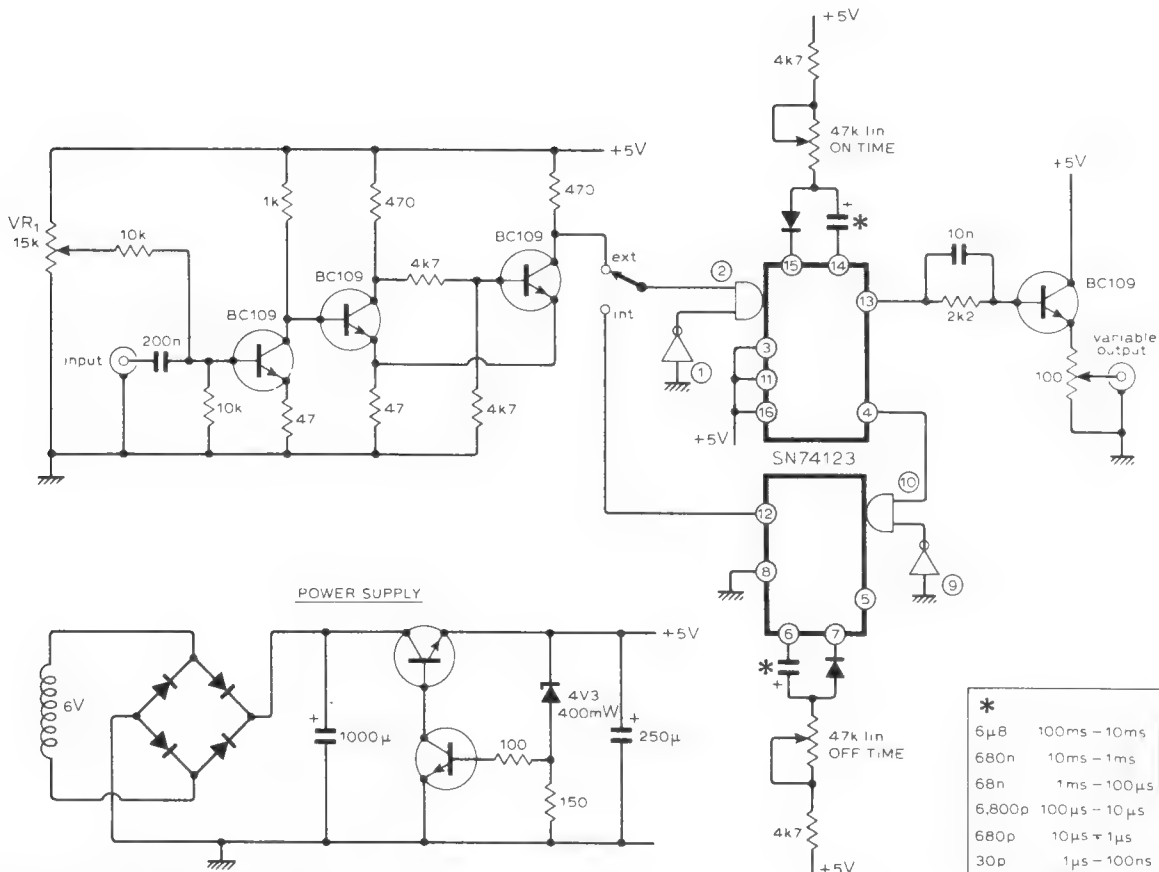 +5V
4k7
47k lin
ON TIME
+5V
1k
470
470
VR1
15k
10k
BC109
4k7
BC109
BC109
input
200n
10k
47
47
4k7
ext
int
2
1
15
14
*
13
3
11
16
4
+5V
SN74123
10n
2k2
+5V
BC109
variable
output
100
10
12
8
9
5
6
7
*
+
+
47k lin
OFF TIME
4k7
+5V
POWER SUPPLY
6V
+
1000µ
100
4V3
400mW
150
+
250µ
+5V
*
6µ8 100ms – 10ms
680n 10ms – 1ms
68n 1ms – 100µs
6,800p 100µs – 10µs
680p 10µs – 1µs
30p 1µs – 100ns